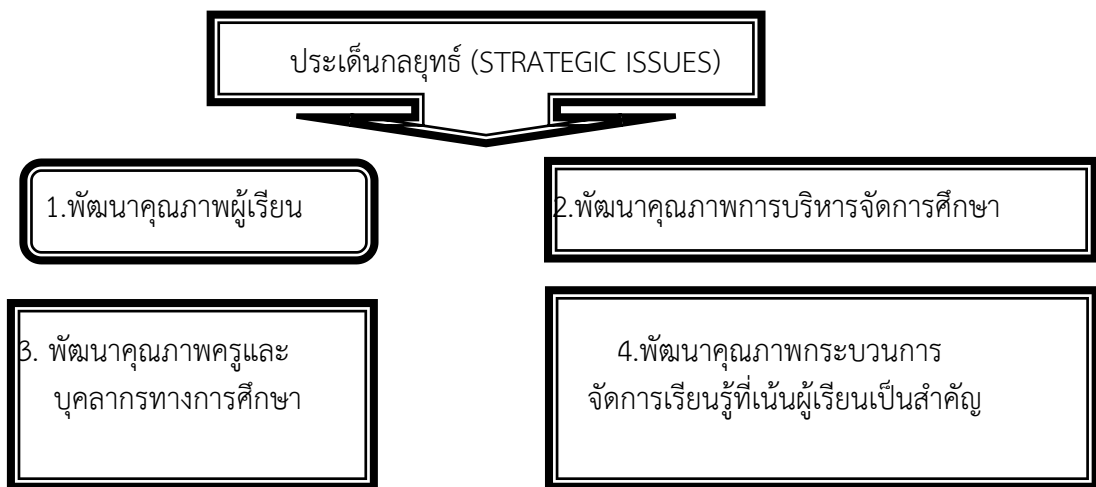 ประเด็นกลยุทธ์ (STRATEGIC ISSUES)
1.พัฒนาคุณภาพผู้เรียน
2.พัฒนาคุณภาพการบริหารจัดการศึกษา
3. พัฒนาคุณภาพครูและ
บุคลากรทางการศึกษา
4.พัฒนาคุณภาพกระบวนการ
จัดการเรียนรู้ที่เน้นผู้เรียนเป็นสำคัญ